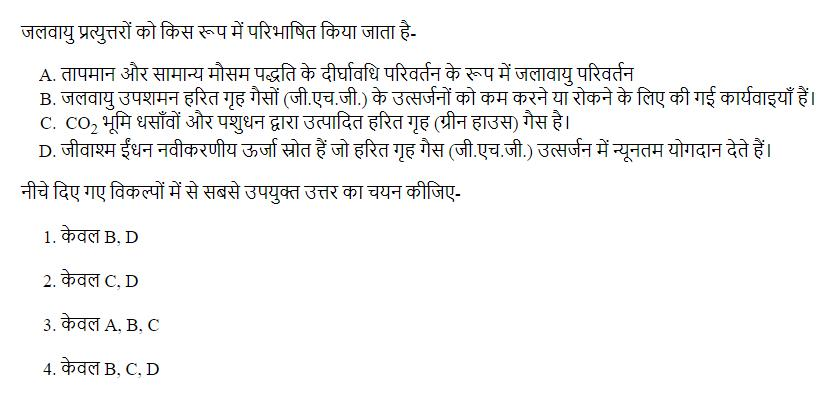 जलवायु प्रत्युत्तरों को किस रूप में परिभाषित किया जाता है-
A. तापमान और सामान्य मौसम पद्धति के दीर्घावधि परिवर्तन के रूप में जलावायु परिवर्तन
B. जलवायु उपशमन हरित गृह गैसों (जी.एच.जी.) के उत्सर्जनों को कम करने या रोकने के लिए की गई कार्यवाइयाँ हैं।
C. CO₂ भूमि धसाँवों और पशुधन द्वारा उत्पादित हरित गृह (ग्रीन हाउस) गैस है।
D. जीवाश्म ईंधन नवीकरणीय ऊर्जा स्रोत हैं जो हरित गृह गैस (जी.एच.जी.) उत्सर्जन में न्यूनतम योगदान देते हैं।
नीचे दिए गए विकल्पों में से सबसे उपयुक्त उत्तर का चयन कीजिए-
1. केवल B, D
2. केवल C, D
3. केवल A, B, C
4. केवल B, C, D